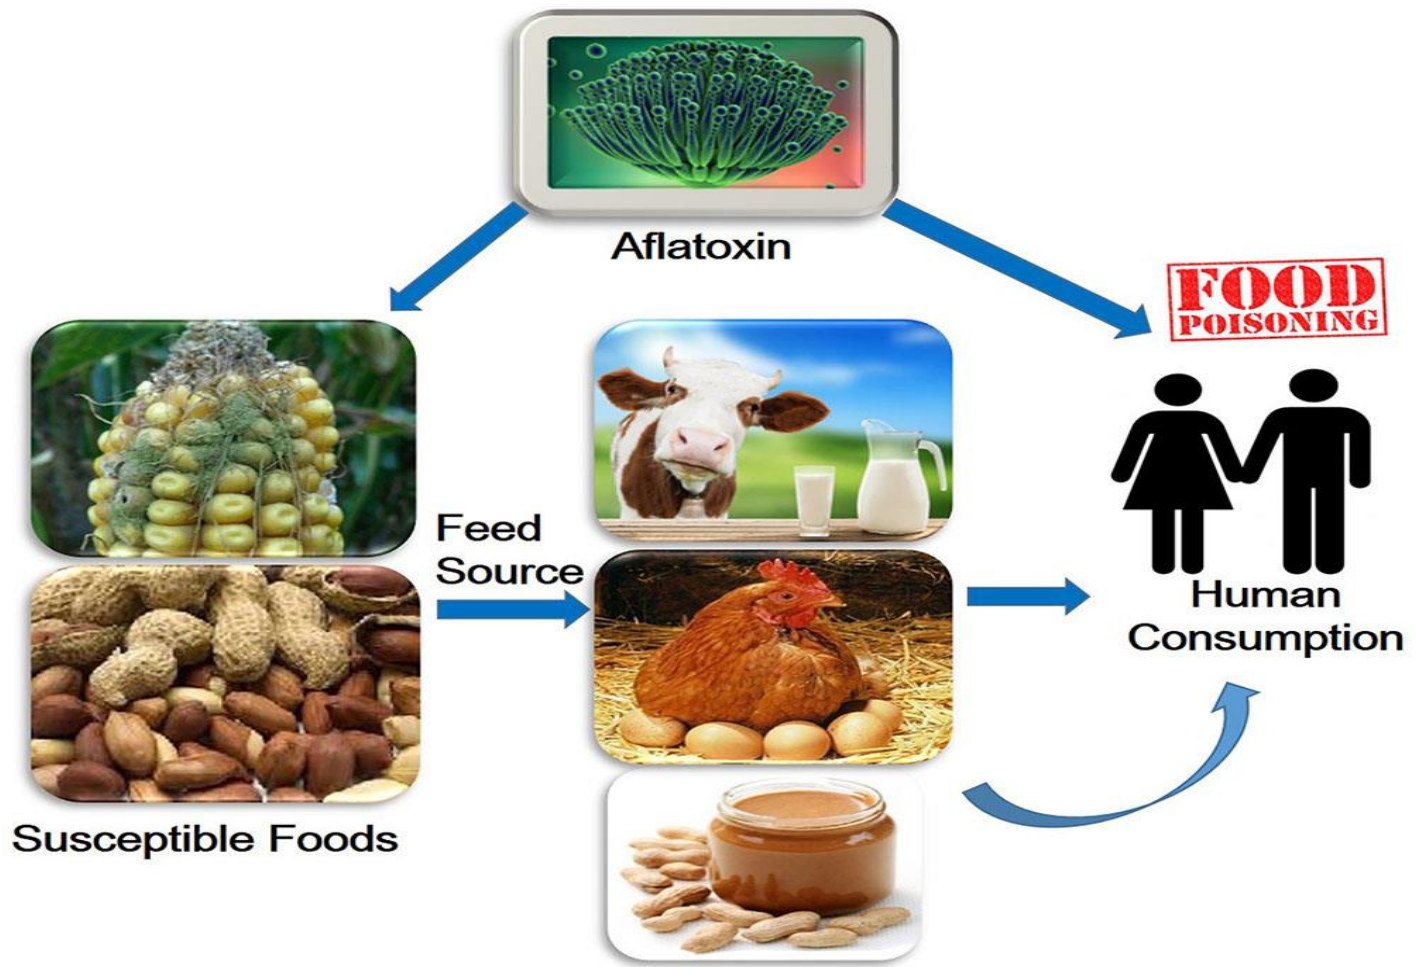 Aflatoxin
FOOD
POISONING
Feed
Source
Human
Consumption
Susceptible Foods